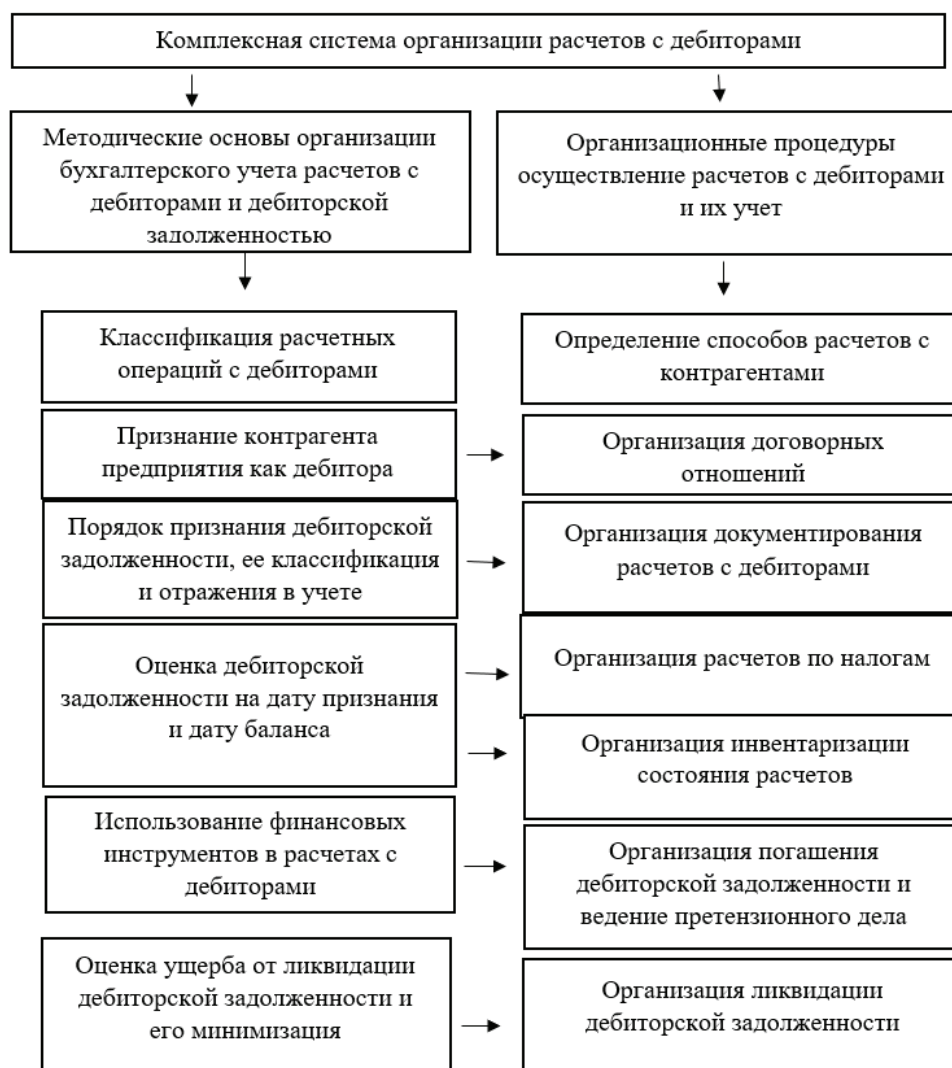 Комплексная система организации расчетов с дебиторами
Методические основы организации
бухгалтерского учета расчетов с
дебиторами и дебиторской
задолженностью
Организационные процедуры
осуществление расчетов с дебиторами
и их учет
Классификация расчетных
операций с дебиторами
Определение способов расчетов с
контрагентами
Признание контрагента
предприятия как дебитора
Организация договорных
отношений
Порядок признания дебиторской
задолженности, ее классификация
и отражения в учете
Организация документирования
расчетов с дебиторами
Оценка дебиторской
задолженности на дату признания
и дату баланса
Организация расчетов по налогам
Организация инвентаризации
состояния расчетов
Использование финансовых
инструментов в расчетах с
дебиторами
Организация погашения
дебиторской задолженности и
ведение претензионного дела
Оценка ущерба от ликвидации
дебиторской задолженности и
его минимизация
Организация ликвидации
дебиторской задолженности